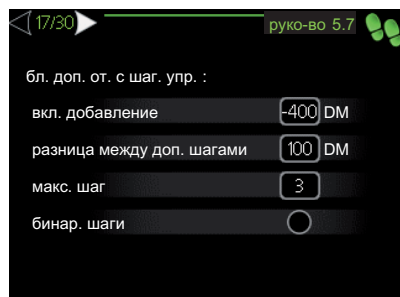 17/30 руко-во 5.7
бл. доп. от. с шаг. упр. :
вкл. добавление -400 DM
разница между доп. шагами 100 DM
макс. шаг 3
бинар. шаги